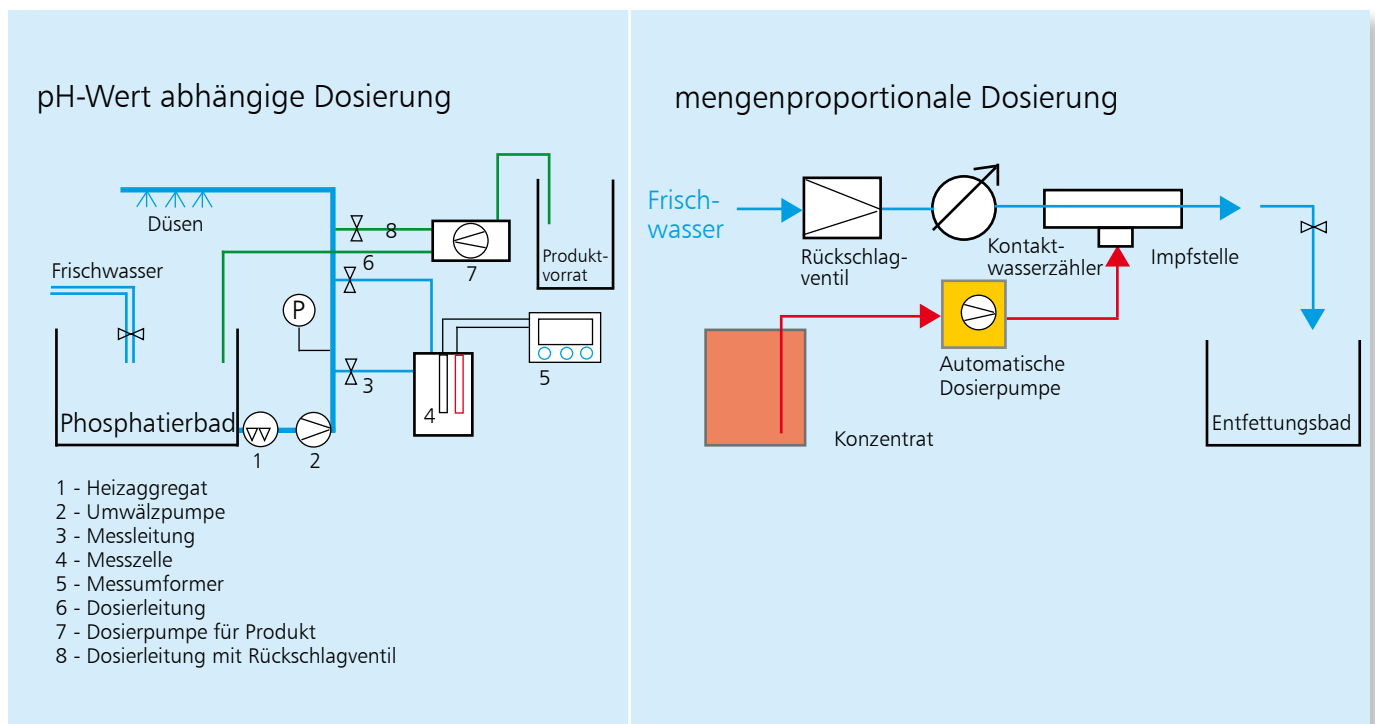 pH-Wert abhängige Dosierung
Düsen
8
Frischwasser
6
7
Produkt-
vorrat
P
3
4
5
Phosphatierbad
1
2
1 - Heizaggregat
2 - Umwälzpumpe
3 - Messleitung
4 - Messzelle
5 - Messumformer
6 - Dosierleitung
7 - Dosierpumpe für Produkt
8 - Dosierleitung mit Rückschlagventil
mengenproportionale Dosierung
Frisch-
wasser
Rückschlag-
ventil
Kontakt-
wasserzähler
Impfstelle
Automatische
Dosierpumpe
Konzentrat
Entfettungsbad